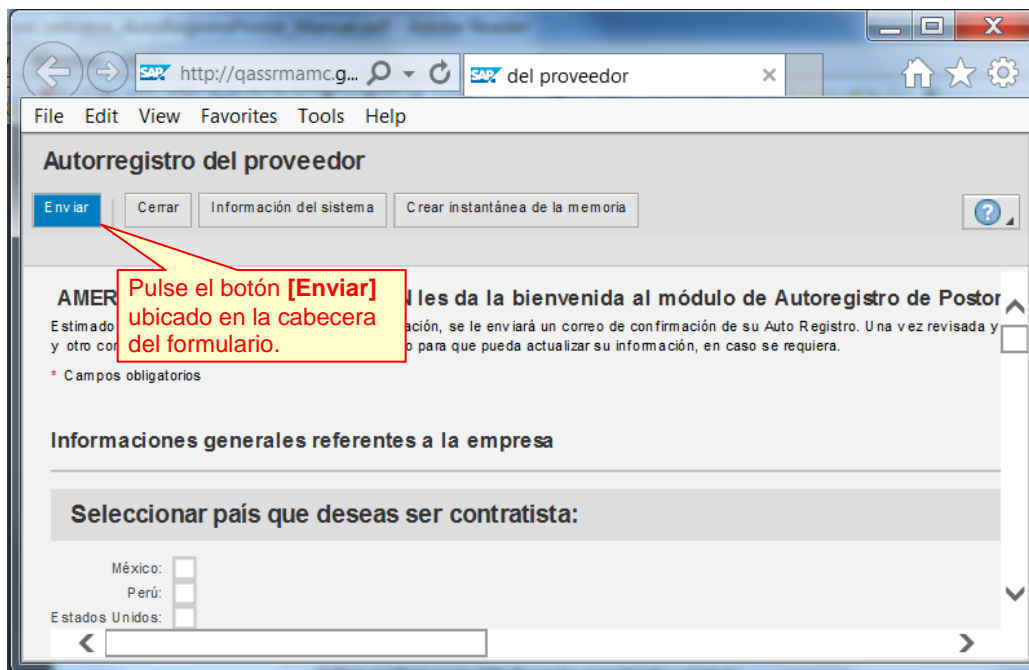 SAP http://qassrmamc.g...
SAP del proveedor
File Edit View Favorites Tools Help
Autorregistro del proveedor
Enviar Cerrar Información del sistema Crear instantánea de la memoria
?
Pulse el botón [Enviar]
ubicado en la cabecera
del formulario.
AMER les da la bienvenida al módulo de Autoregistro de Postor
Estimado ación, se le enviará un correo de confirmación de su Auto Registro. Una vez revisada y
y otro cor para que pueda actualizar su información, en caso se requiera.
* Campos obligatorios
Informaciones generales referentes a la empresa
Seleccionar país que deseas ser contratista:
México:
Perú:
Estados Unidos: